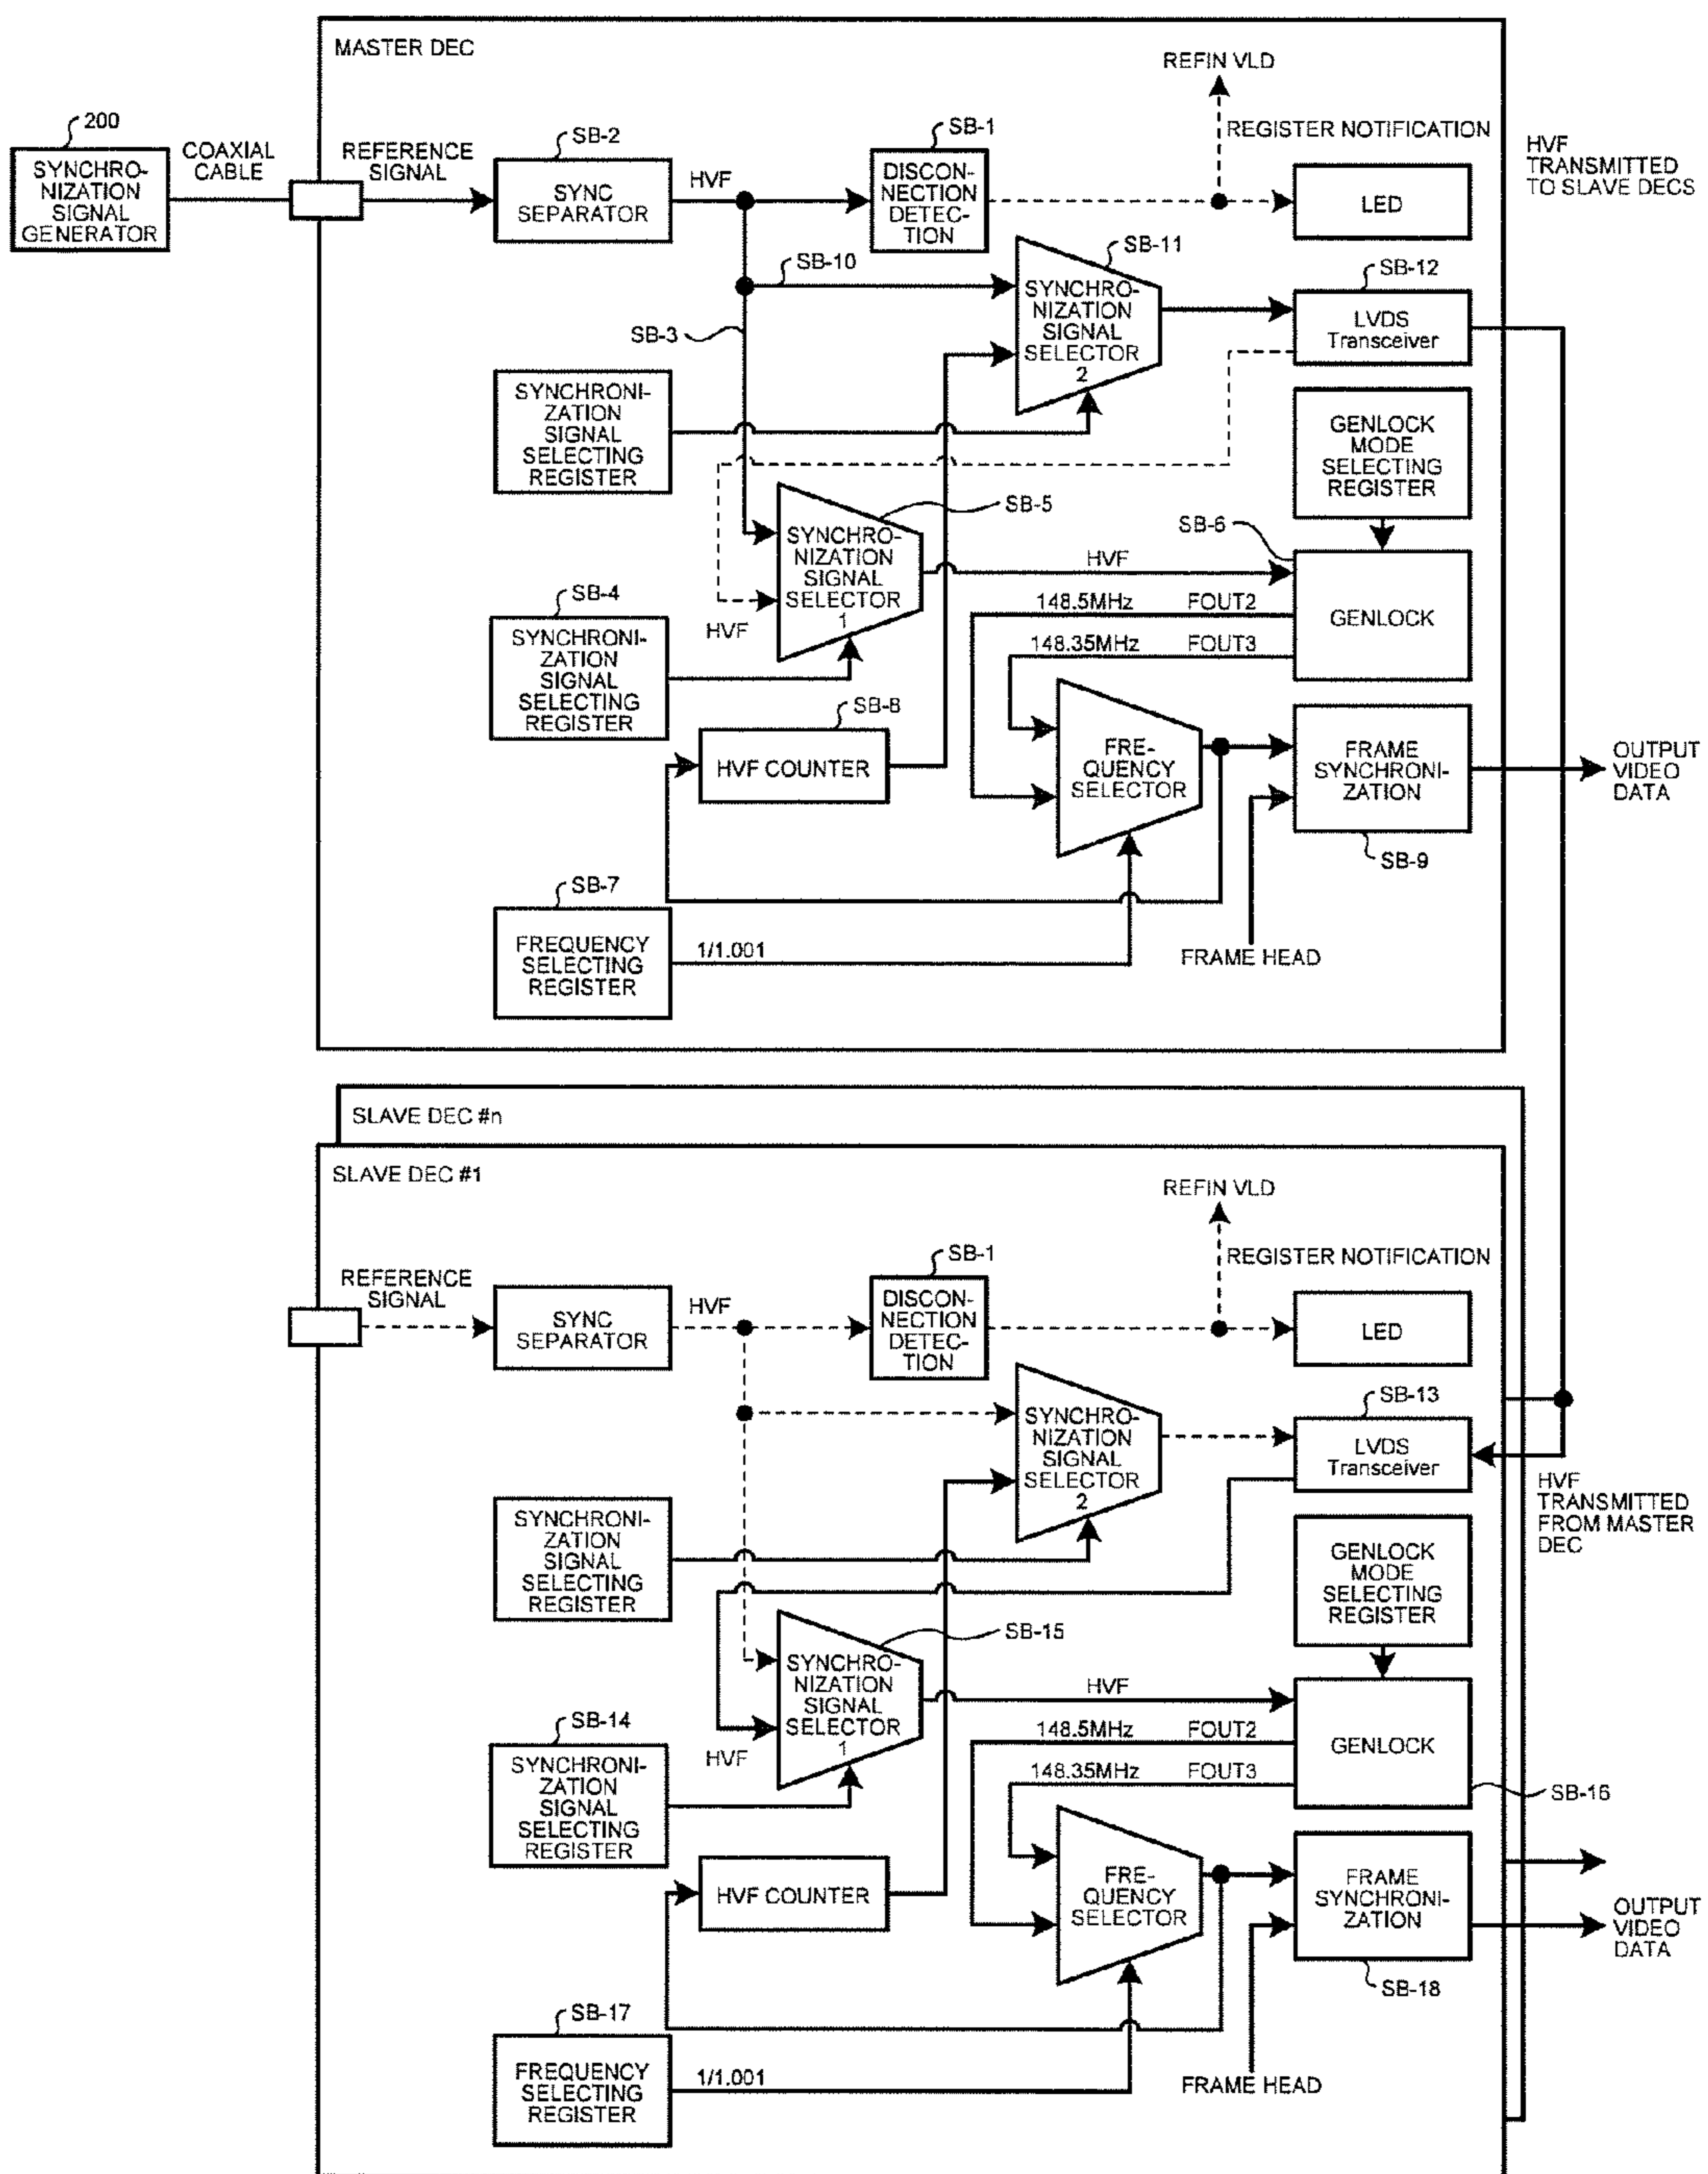 MASTER DEC
REFIN VLD
200
SB-2
SB-1
REGISTER NOTIFICATION
HVF
TRANSMITTED
TO SLAVE DECS
SYNCHRO-
NIZATION
SIGNAL
GENERATOR
COAXIAL
CABLE
REFERENCE
SIGNAL
SYNC
SEPARATOR
HVF
DISCON-
NECTION
DETEC-
TION
LED
SB-10
SB-11
SB-12
SB-3
SYNCHRO-
NIZATION
SIGNAL
SELECTOR
2
LVDS
Transceiver
SYNCHRONI-
ZATION
SIGNAL
SELECTING
REGISTER
GENLOCK
MODE
SELECTING
REGISTER
SB-5
SB-6
SYNCHRO-
NIZATION
SIGNAL
SELECTOR
1
HVF
HVF
SB-4
148.5MHz
FOUT2
GENLOCK
SYNCHRONI-
ZATION
SIGNAL
SELECTING
REGISTER
148.35MHz
FOUT3
SB-8
HVF COUNTER
FRE-
QUENCY
SELECTOR
FRAME
SYNCHRONI-
ZATION
OUTPUT
VIDEO
DATA
SB-9
SB-7
FREQUENCY
SELECTING
REGISTER
1/1.001
FRAME HEAD
SLAVE DEC #n
SLAVE DEC #1
REFIN VLD
SB-1
REGISTER NOTIFICATION
REFERENCE
SIGNAL
SYNC
SEPARATOR
HVF
DISCON-
NECTION
DETEC-
TION
LED
SB-13
SYNCHRO-
NIZATION
SIGNAL
SELECTOR
2
LVDS
Transceiver
HVF
TRANSMITTED
FROM MASTER
DEC
SYNCHRONI-
ZATION
SIGNAL
SELECTING
REGISTER
GENLOCK
MODE
SELECTING
REGISTER
SB-15
SYNCHRO-
NIZATION
SIGNAL
SELECTOR
1
HVF
HVF
SB-14
148.5MHz
FOUT2
GENLOCK
SYNCHRONI-
ZATION
SIGNAL
SELECTING
REGISTER
148.35MHz
FOUT3
SB-16
HVF COUNTER
FRE-
QUENCY
SELECTOR
FRAME
SYNCHRONI-
ZATION
OUTPUT
VIDEO
DATA
SB-18
SB-17
FREQUENCY
SELECTING
REGISTER
1/1.001
FRAME HEAD